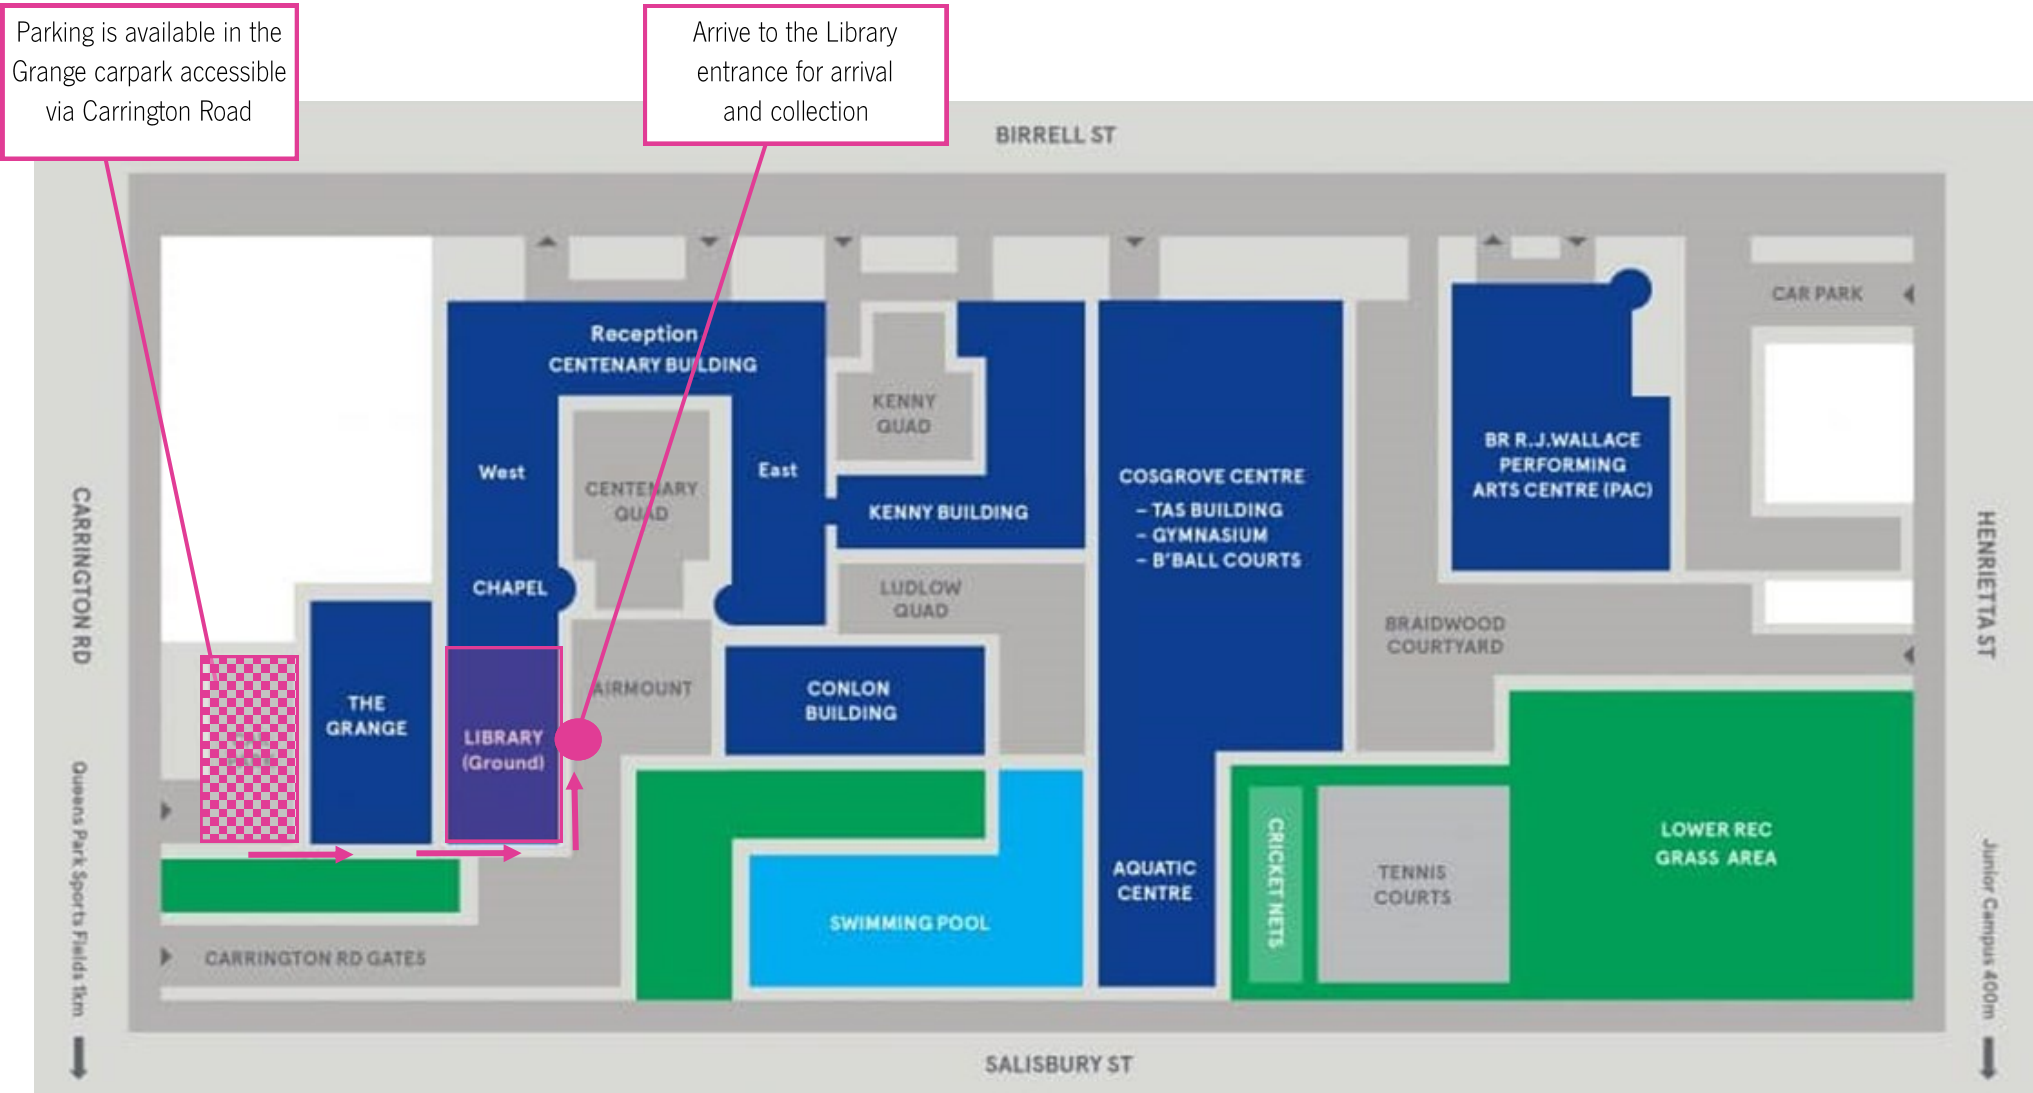 Parking is available in the
Grange carpark accessible
via Carrington Road
Arrive to the Library
entrance for arrival
and collection
BIRRELL ST
CAR PARK
Reception
CENTENARY BUILDING
KENNY
QUAD
West
CENTENARY
QUAD
East
KENNY BUILDING
COSGROVE CENTRE
– TAS BUILDING
– GYMNASIUM
– B'BALL COURTS
BR R.J.WALLACE
PERFORMING
ARTS CENTRE (PAC)
CARRINGTON RD
HENRIETTA ST
CHAPEL
LUDLOW
QUAD
BRAIDWOOD
COURTYARD
THE
GRANGE
LIBRARY
(Ground)
AIRMOUNT
CONLON
BUILDING
Queens Park Sports Fields 1km
Junior Campus 400m
AQUATIC
CENTRE
CRICKET NETS
TENNIS
COURTS
LOWER REC
GRASS AREA
SWIMMING POOL
CARRINGTON RD GATES
SALISBURY ST